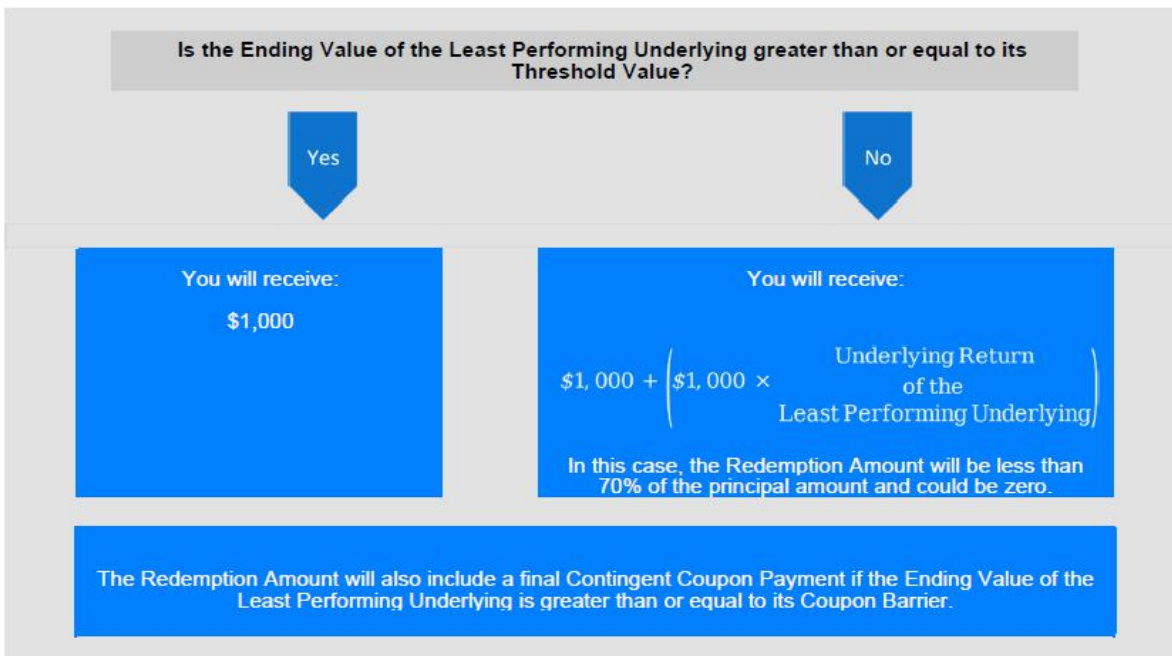 Is the Ending Value of the Least Performing Underlying greater than or equal to its
Threshold Value?
Yes
No
You will receive:
$1,000
You will receive:
$1, 000 + ($1, 000 × Underlying Return
of the
Least Performing Underlying)
In this case, the Redemption Amount will be less than
70% of the principal amount and could be zero.
The Redemption Amount will also include a final Contingent Coupon Payment if the Ending Value of the
Least Performing Underlying is greater than or equal to its Coupon Barrier.